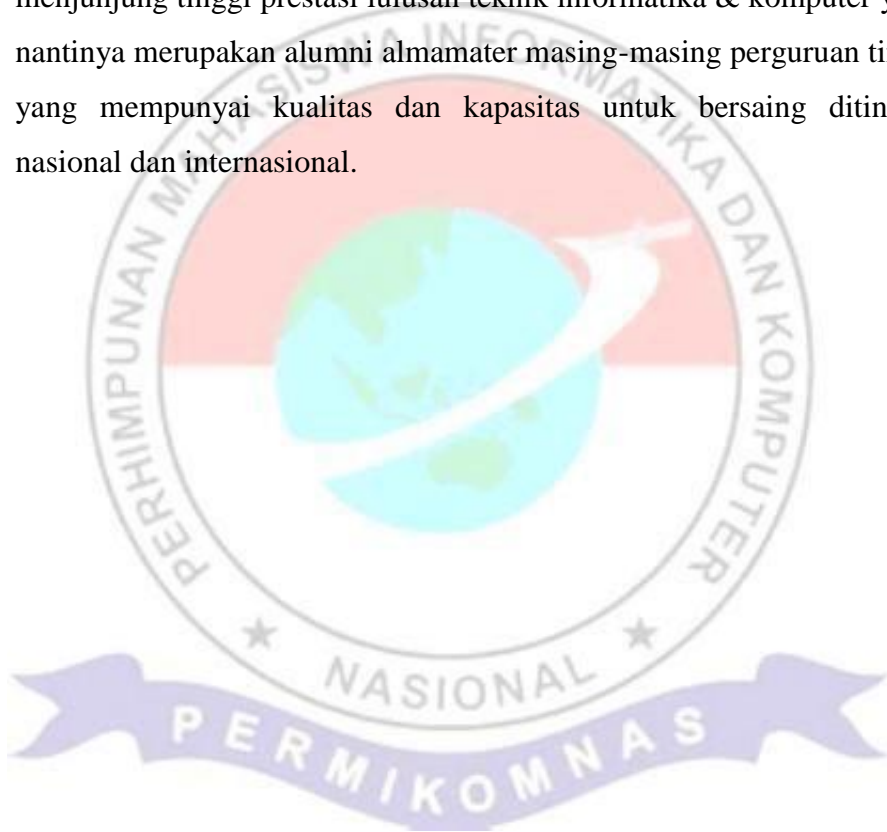 menjunjung tinggi prestasi lulusan teknik informatika & komputer
nantinya merupakan alumni almamater masing-masing perguruan
yang mempunyai kualitas dan kapasitas untuk bersaing
nasional dan internasional.
PERHIMPUNAN MAHASISWA INFORMATIKA DAN KOMPUTER
NASIONAL
PERMIKOMNAS